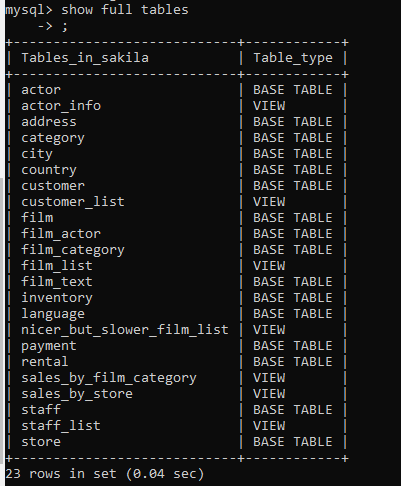 mysql> show full tables
    -> ;
+----------------------------+------------+
| Tables_in_sakila           | Table_type |
+----------------------------+------------+
| actor                      | BASE TABLE |
| actor_info                 | VIEW       |
| address                    | BASE TABLE |
| category                   | BASE TABLE |
| city                       | BASE TABLE |
| country                    | BASE TABLE |
| customer                   | BASE TABLE |
| customer_list              | VIEW       |
| film                       | BASE TABLE |
| film_actor                 | BASE TABLE |
| film_category              | BASE TABLE |
| film_list                  | VIEW       |
| film_text                  | BASE TABLE |
| inventory                  | BASE TABLE |
| language                   | BASE TABLE |
| nicer_but_slower_film_list | VIEW       |
| payment                    | BASE TABLE |
| rental                     | BASE TABLE |
| sales_by_film_category     | VIEW       |
| sales_by_store             | VIEW       |
| staff                      | BASE TABLE |
| staff_list                 | VIEW       |
| store                      | BASE TABLE |
+----------------------------+------------+
23 rows in set (0.04 sec)